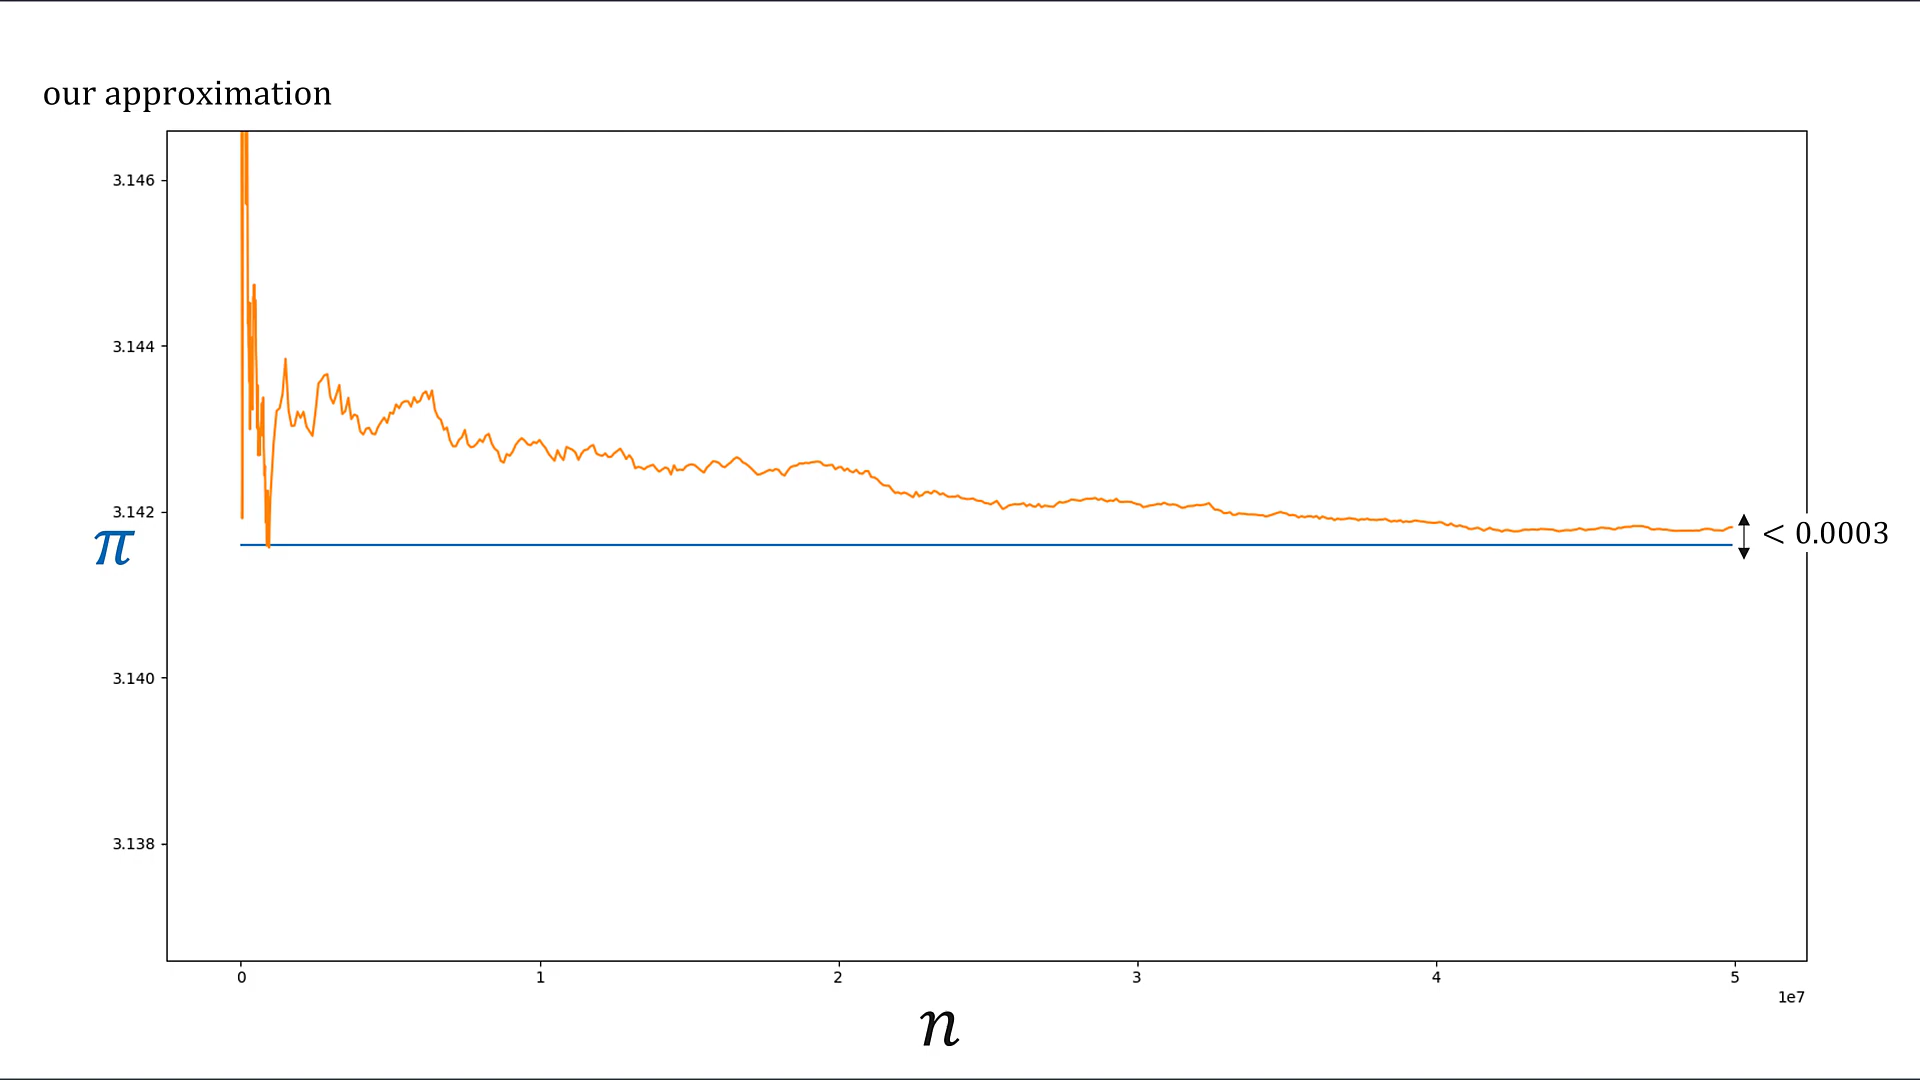 our approximation
3.146
3.144
3.142
π
< 0.0003
3.140
3.138
0 1 2 3 4 5
1e7
n